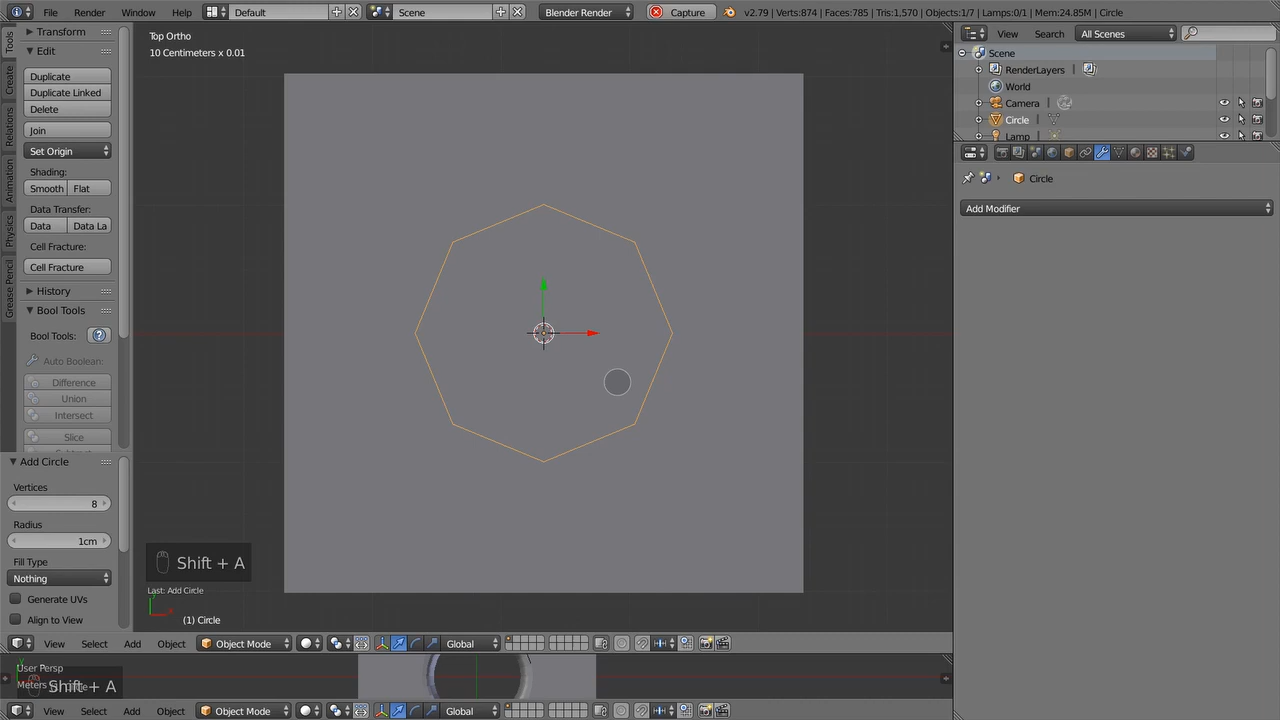 File Render Window Help Default Scene Blender Render Capture v2.79 | Verts:874 | Faces:785 | Tris:1,570 | Objects:1/7 | Lamps:0/1 | Mem:24.85M | Circle
Tools
Create
Relations
Animation
Physics
Grease Pencil
Transform
Edit
Duplicate
Duplicate Linked
Delete
Join
Set Origin
Shading:
Smooth Flat
Data Transfer:
Data Data La
Cell Fracture:
Cell Fracture
History
Bool Tools
Bool Tools:
Auto Boolean:
Difference
Union
Intersect
Slice
Add Circle
Vertices
8
Radius
1cm
Fill Type
Nothing
Generate UVs
Align to View
Top Ortho
10 Centimeters x 0.01
Shift + A
Last: Add Circle
(1) Circle
View Select Add Object Object Mode Global
User Persp
Shift + A
View Select Add Object Object Mode Global
View Search All Scenes
Scene
RenderLayers
World
Camera
Circle
Lamp
Circle
Add Modifier